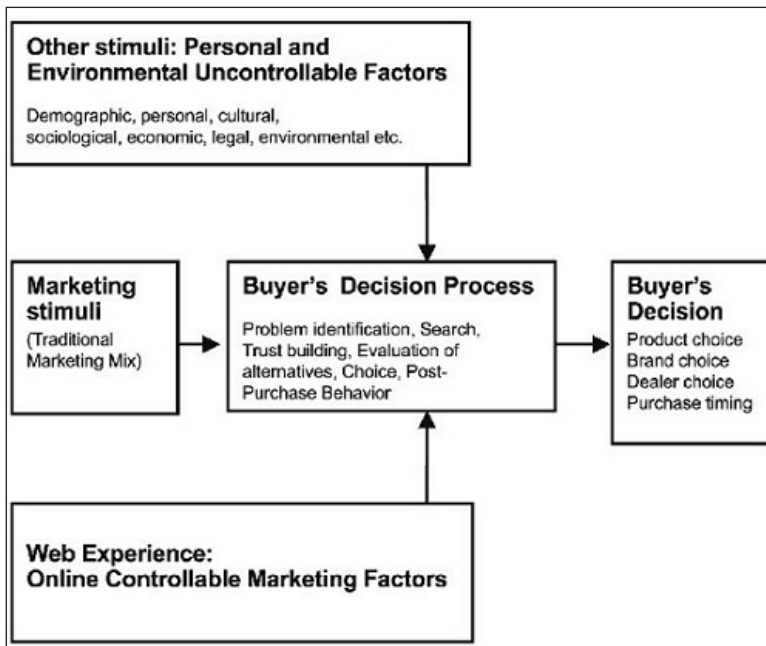 Other stimuli: Personal and
Environmental Uncontrollable Factors
Demographic, personal, cultural,
sociological, economic, legal, environmental etc.
Marketing
stimuli
(Traditional
Marketing Mix)
Buyer's Decision Process
Problem identification, Search,
Trust building, Evaluation of
alternatives, Choice, Post-
Purchase Behavior
Buyer's
Decision
Product choice
Brand choice
Dealer choice
Purchase timing
Web Experience:
Online Controllable Marketing Factors